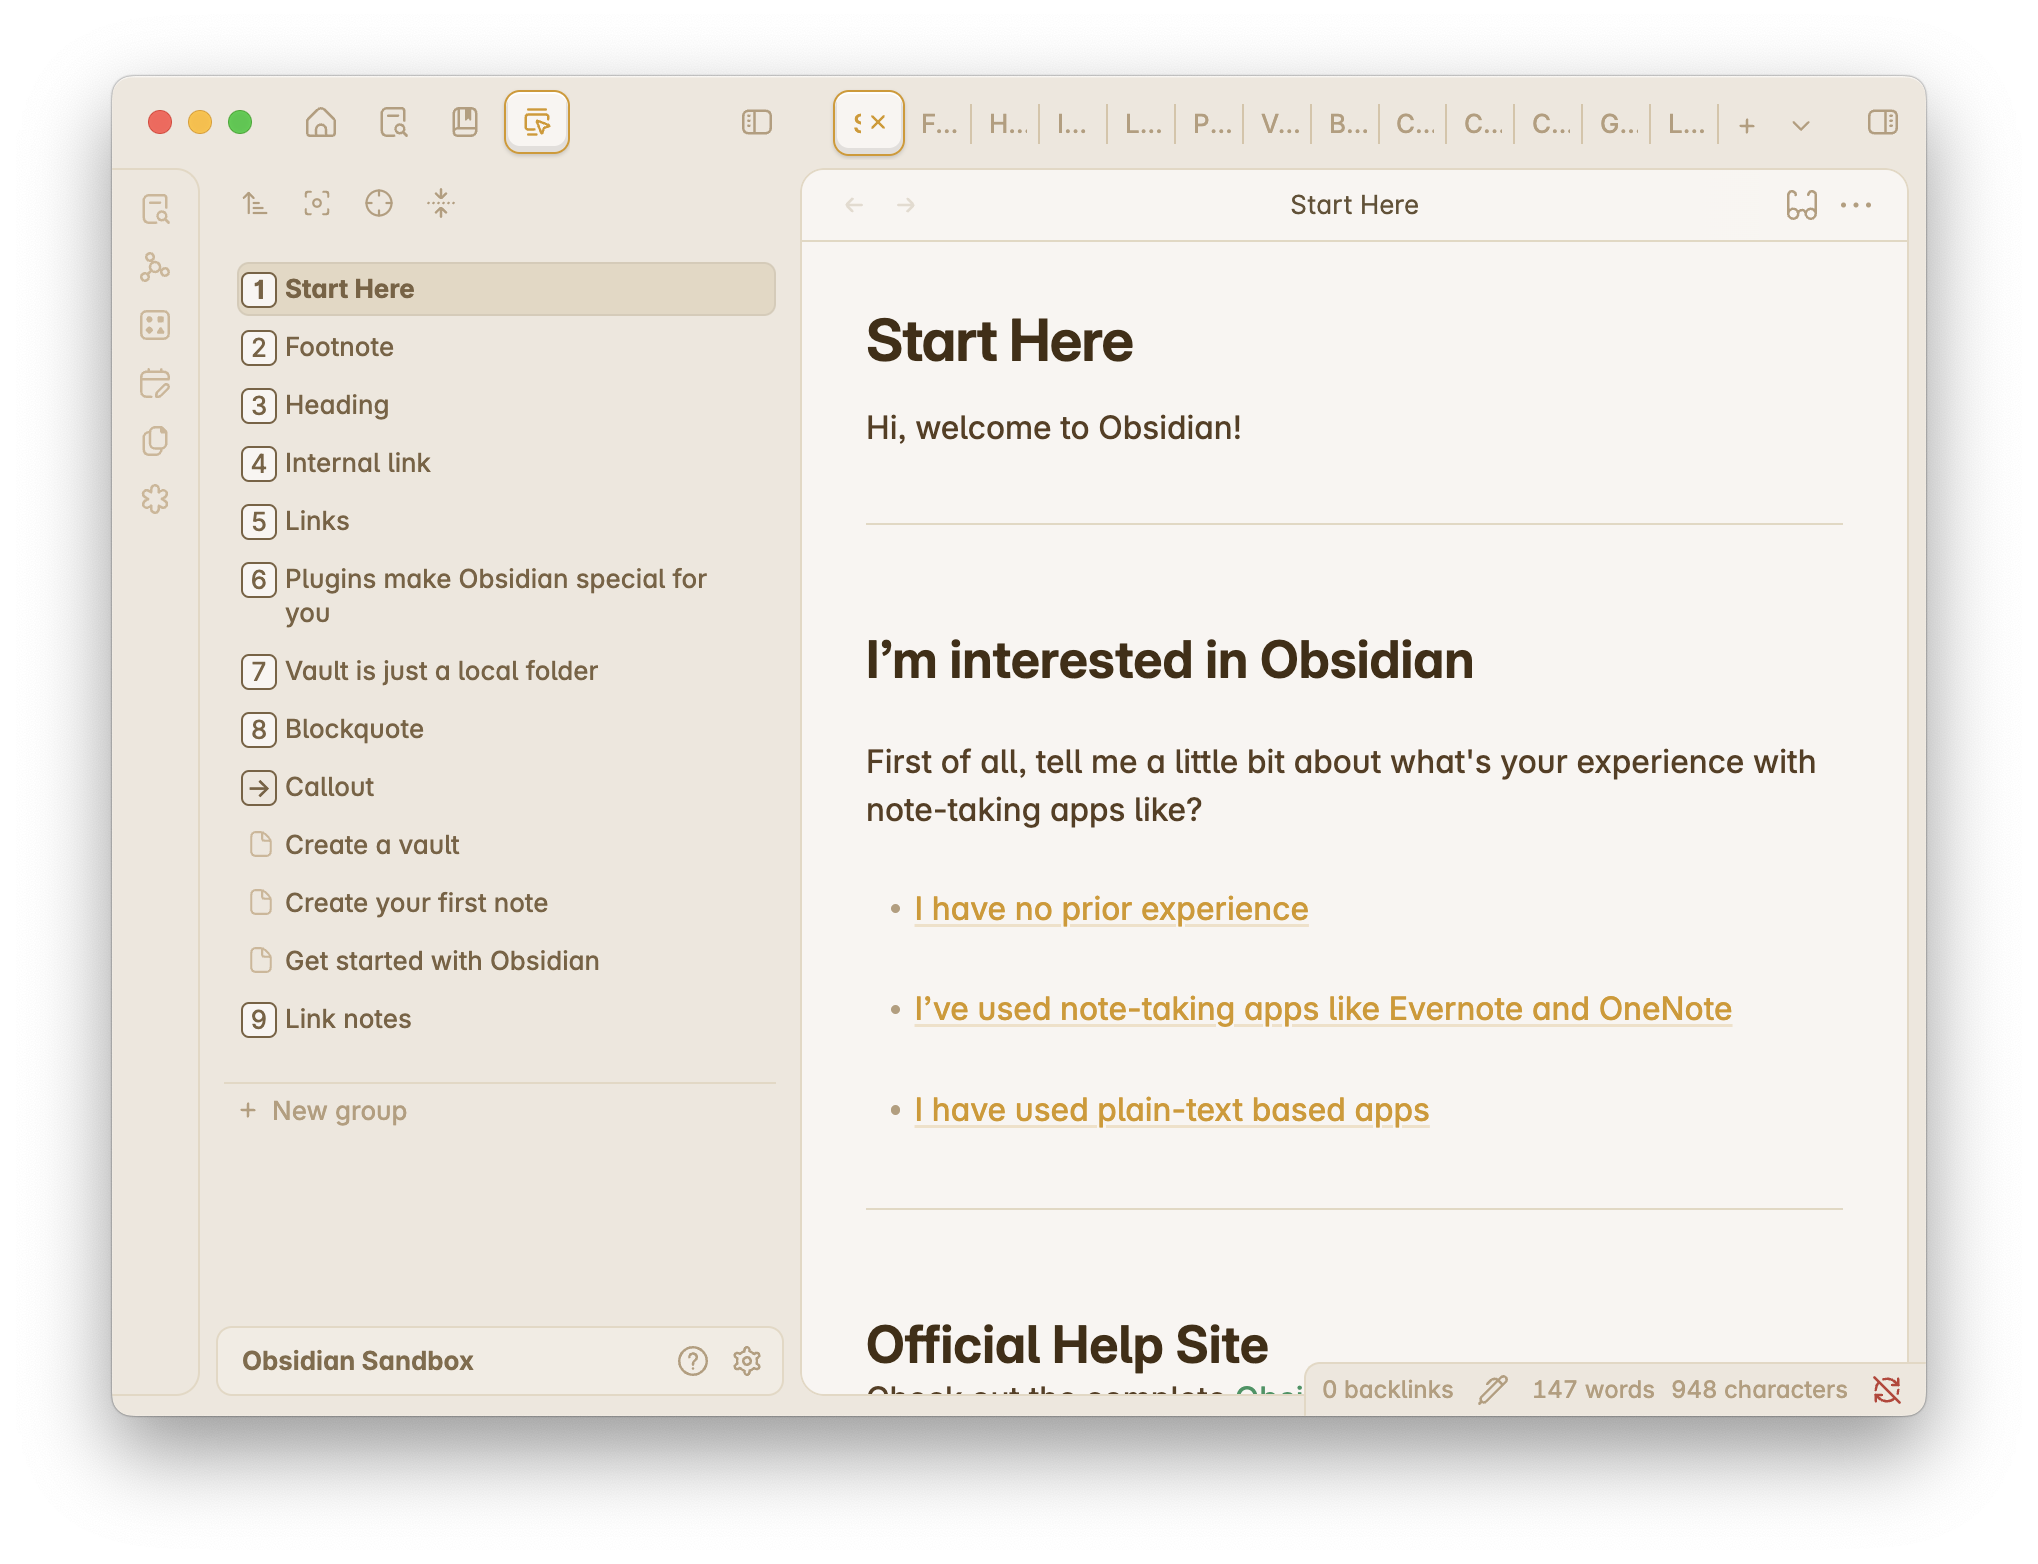 F... H... I... L... P... V... B... C... C... C... G... L...
Start Here
1 Start Here
2 Footnote
3 Heading
4 Internal link
5 Links
6 Plugins make Obsidian special for
you
7 Vault is just a local folder
8 Blockquote
Callout
Create a vault
Create your first note
Get started with Obsidian
9 Link notes
+ New group
Obsidian Sandbox
Start Here
Hi, welcome to Obsidian!
I’m interested in Obsidian
First of all, tell me a little bit about what's your experience with
note-taking apps like?
• I have no prior experience
• I’ve used note-taking apps like Evernote and OneNote
• I have used plain-text based apps
Official Help Site
Check out the complete
0 backlinks 147 words 948 characters